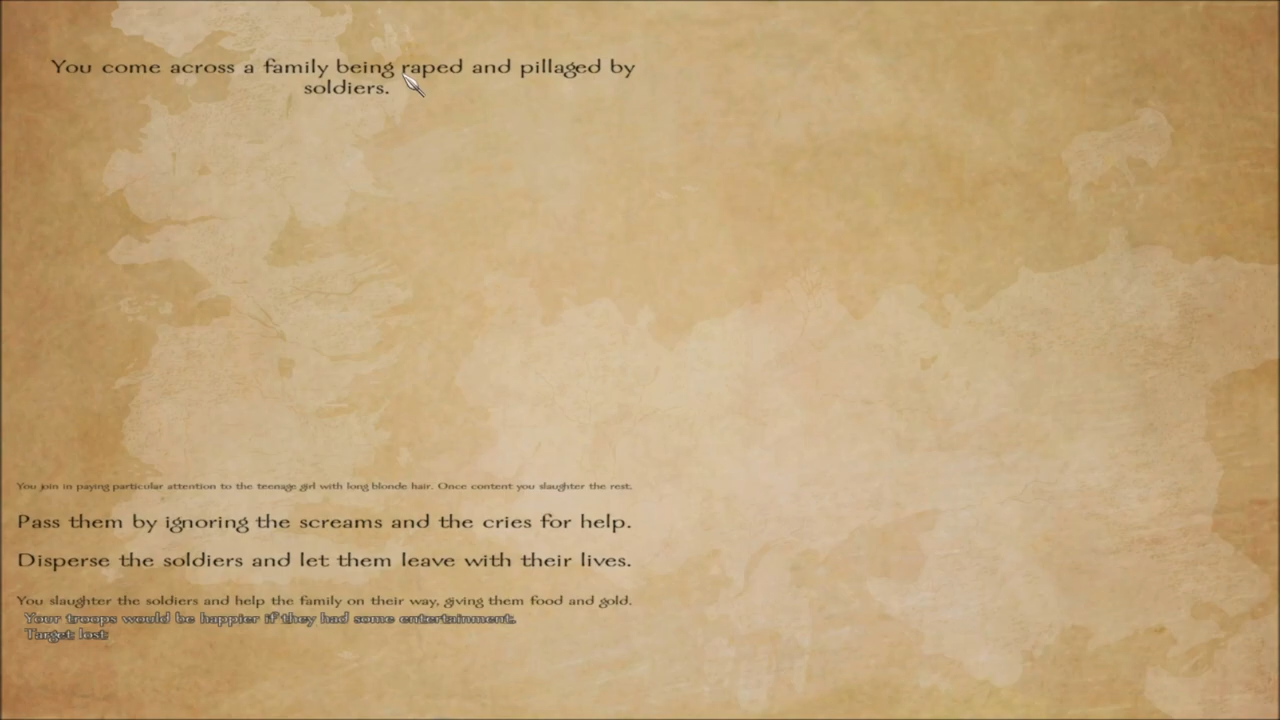 You come across a family being raped and pillaged by
soldiers.
You join in paying particular attention to the teenage girl with long blonde hair. Once content you slaughter the rest.
Pass them by ignoring the screams and the cries for help.
Disperse the soldiers and let them leave with their lives.
You slaughter the soldiers and help the family on their way, giving them food and gold.
Your troops would be happier if they had some entertainment.
Target: lost